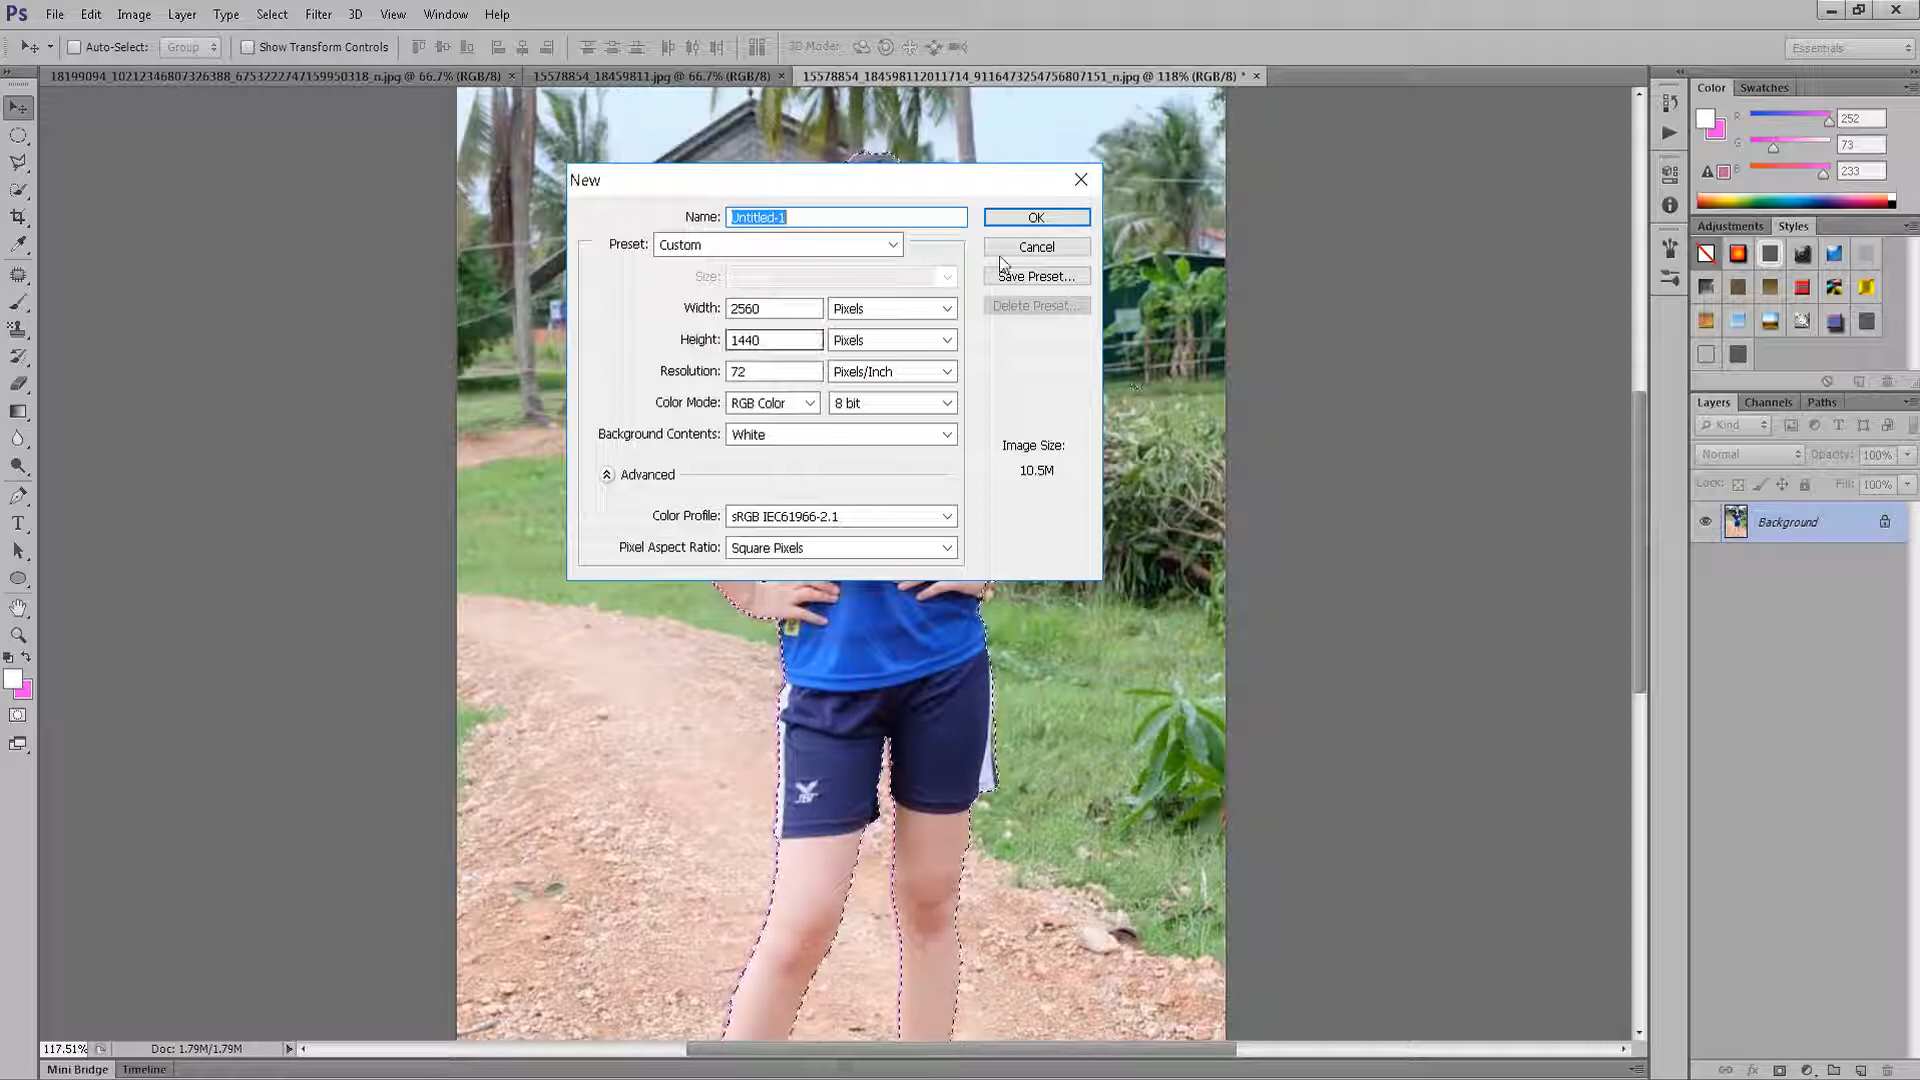 Ps File Edit Image Layer Type Select Filter 3D View Window Help
Auto-Select: Group Show Transform Controls 3D Mode: Essentials
18199094_10212346807326388_6753222747159950318_n.jpg @ 66.7% (RGB/8) × 15578854_18459811.jpg @ 66.7% (RGB/8) × 15578854_184598112011714_9116473254756807151_n.jpg @ 118% (RGB/8) * ×
Color Swatches
R 252
G 73
B 233
Adjustments Styles
New
Name: Untitled-1 OK
Preset: Custom Cancel
Size: Save Preset...
Width: 2560 Pixels Delete Preset...
Height: 1440 Pixels
Resolution: 72 Pixels/Inch
Color Mode: RGB Color 8 bit
Background Contents: White
Image Size:
10.5M
Advanced
Color Profile: sRGB IEC61966-2.1
Pixel Aspect Ratio: Square Pixels
Layers Channels Paths
Kind
Normal Opacity: 100%
Lock: Fill: 100%
Background
117.51% Doc: 1.79M/1.79M
Mini Bridge Timeline